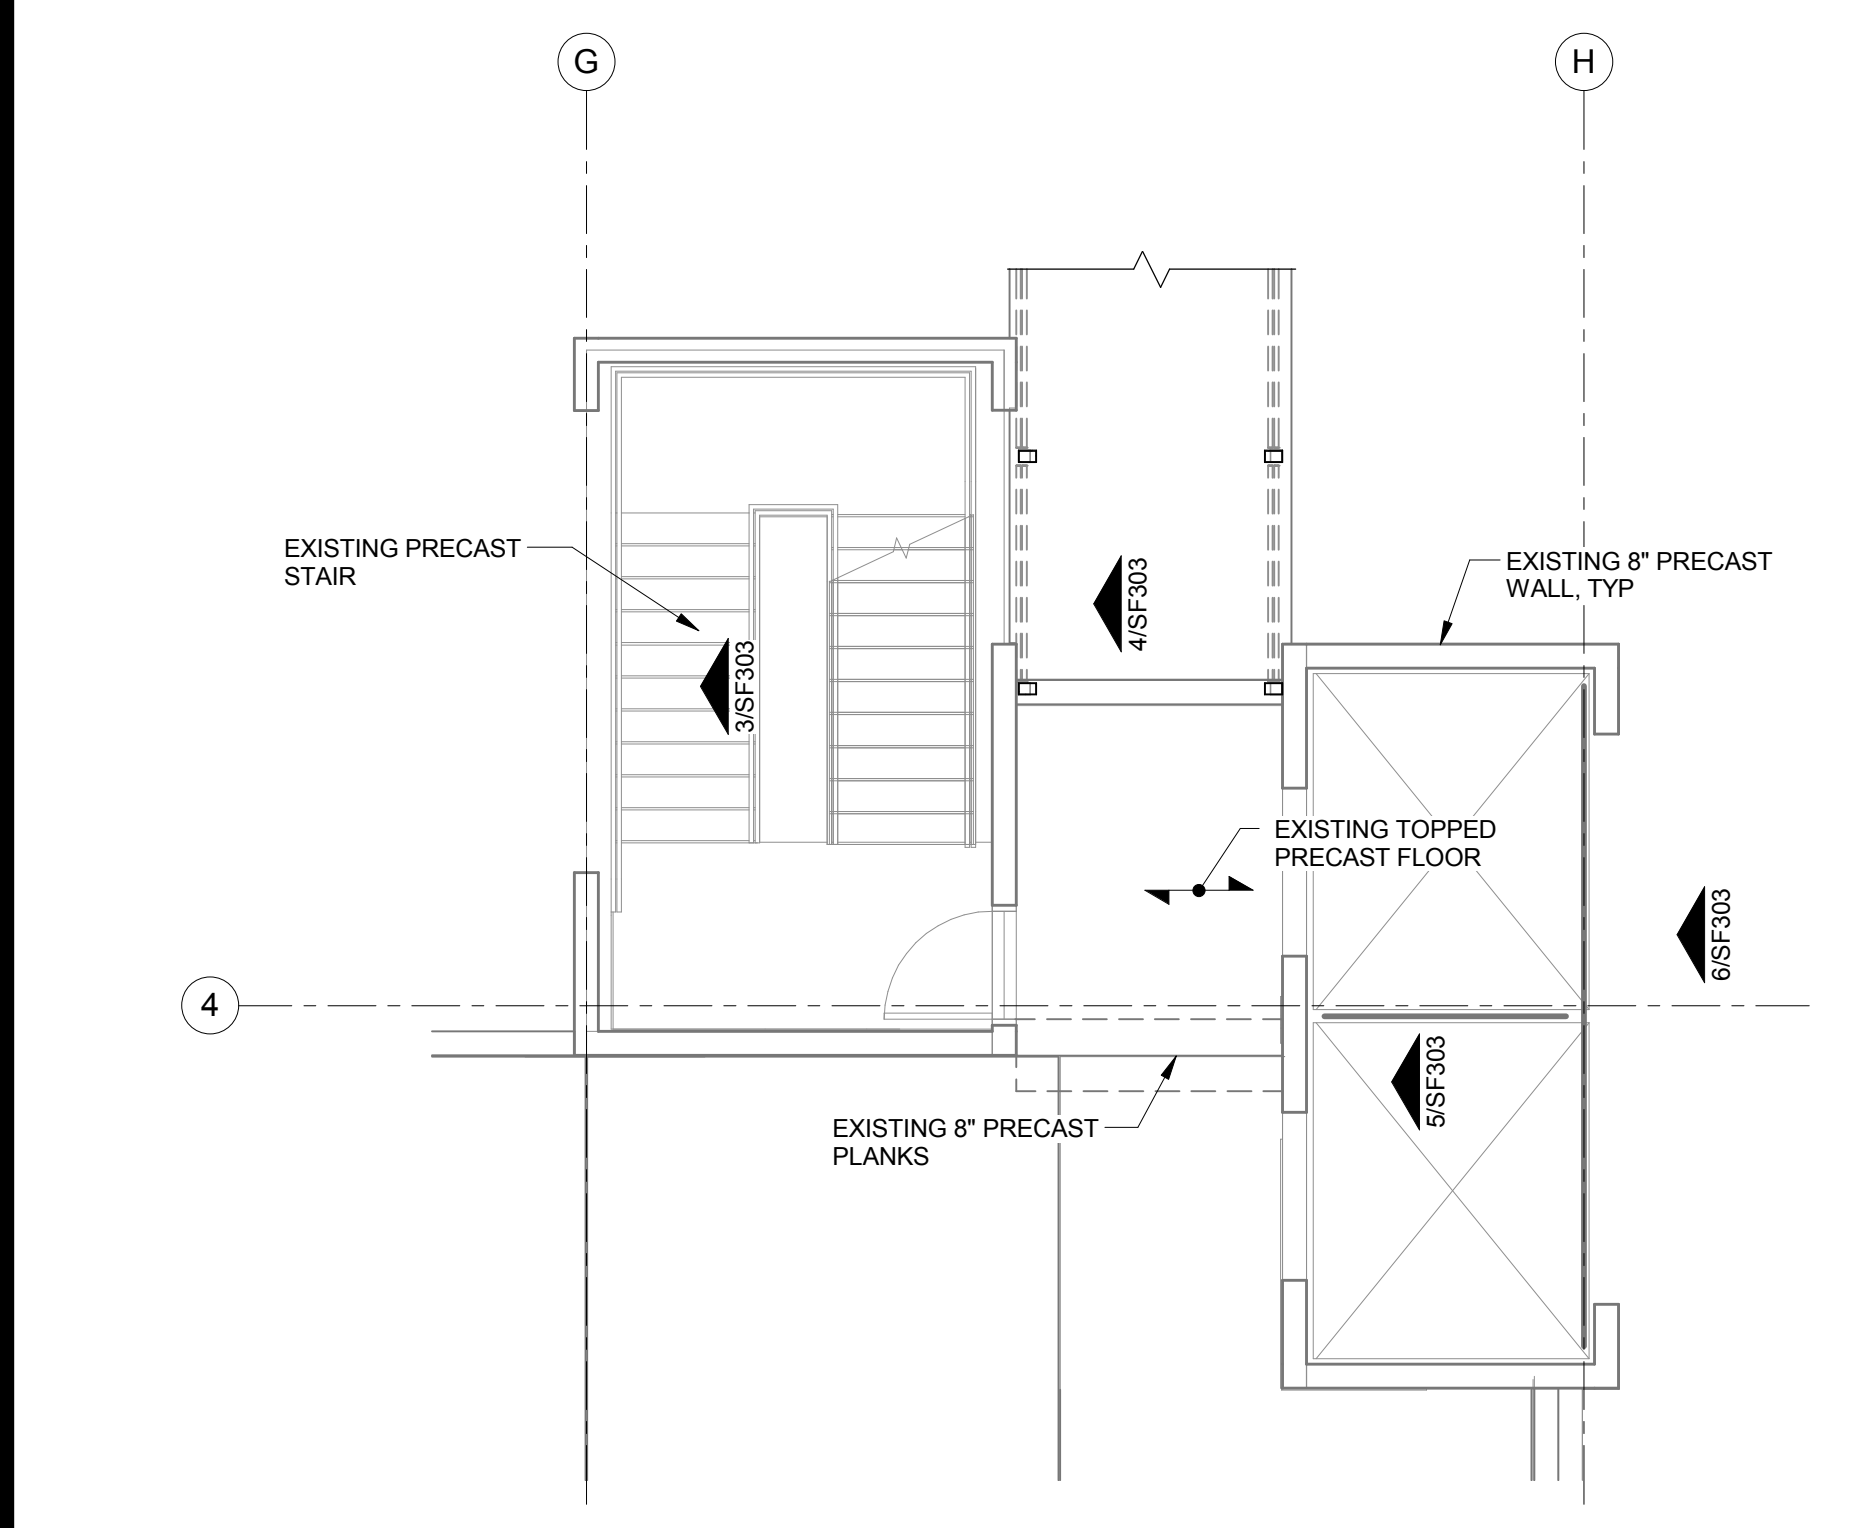 G
H
EXISTING PRECAST
STAIR
4/SF303
EXISTING 8" PRECAST
WALL, TYP
3/SF303
EXISTING TOPPED
PRECAST FLOOR
6/SF303
4
5/SF303
EXISTING 8" PRECAST
PLANKS